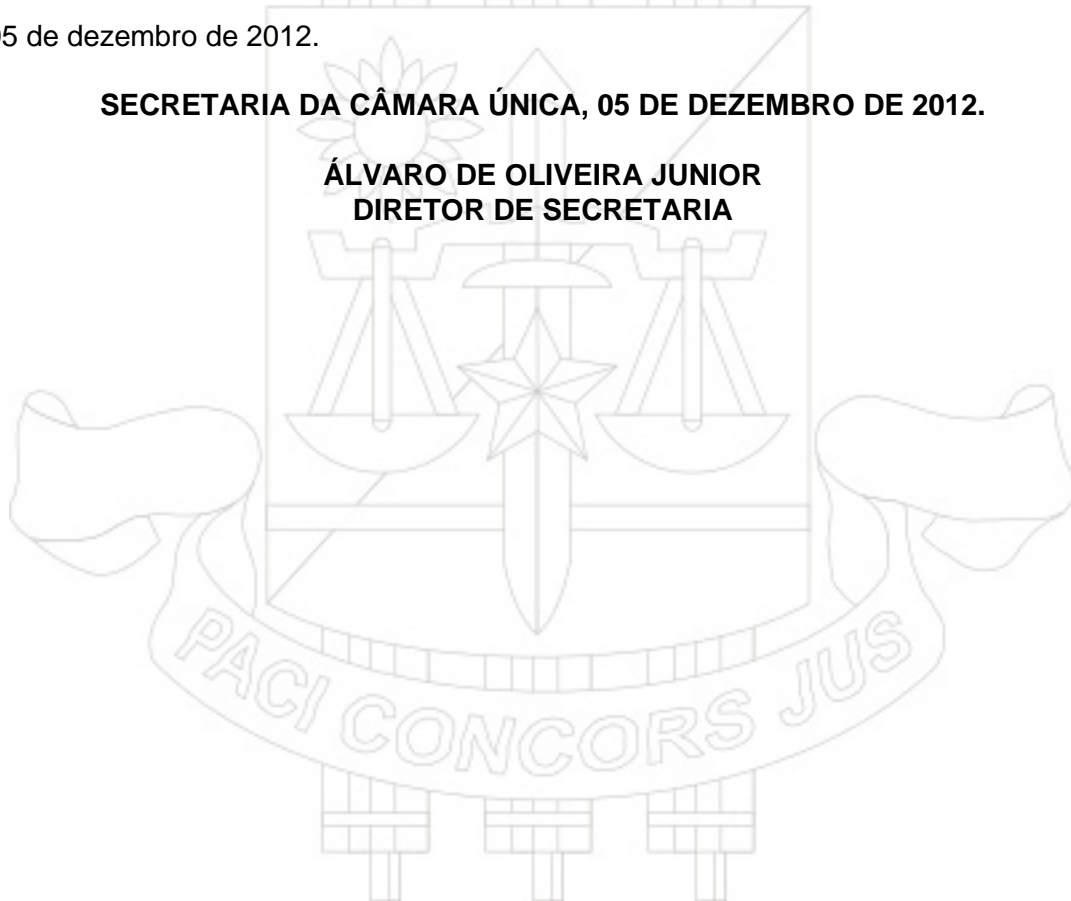 05 de dezembro de 2012.
SECRETARIA DA CÂMARA ÚNICA, 05 DE DEZEMBRO DE 2012.
ÁLVARO DE OLIVEIRA JUNIOR
DIRETOR DE SECRETARIA
PACI CONCORS JUS